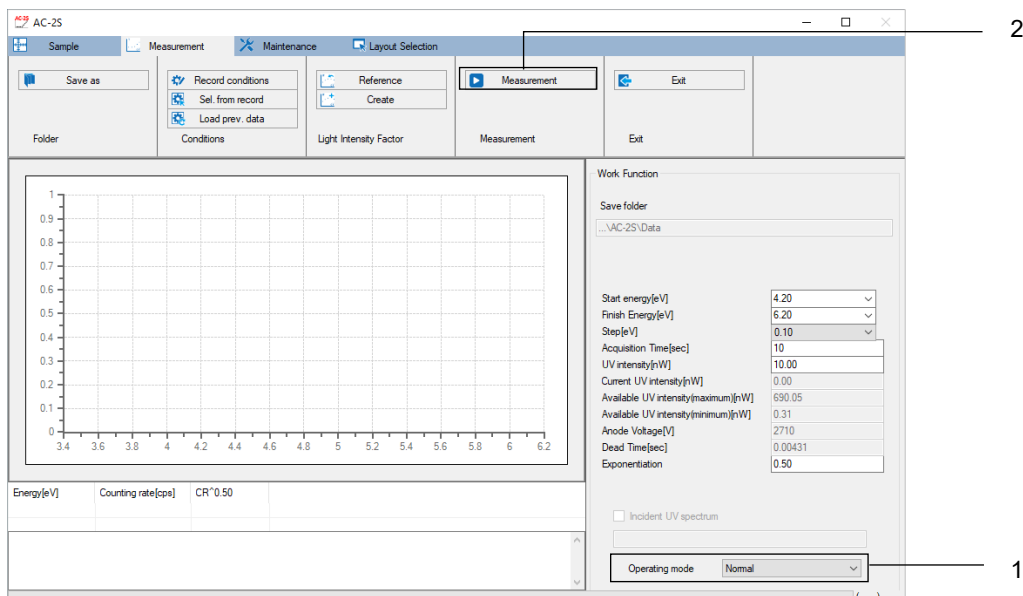 AC-2S AC-2S
2
Sample Measurement Maintenance Layout Selection
Save as Record conditions Reference Measurement Exit
Sel. from record Create
Load prev. data
Folder Conditions Light Intensity Factor Measurement Exit
Work Function
Save folder
...\AC-2S\Data
1
0.9
0.8
0.7
0.6
0.5
0.4
0.3
0.2
0.1
0
3.4 3.6 3.8 4 4.2 4.4 4.6 4.8 5 5.2 5.4 5.6 5.8 6 6.2
Start energy[eV] 4.20
Finish Energy[eV] 6.20
Step[eV] 0.10
Acquisition Time[sec] 10
UV intensity[nW] 10.00
Current UV intensity[nW] 0.00
Available UV intensity(maximum)[nW] 690.05
Available UV intensity(minimum)[nW] 0.31
Anode Voltage[V] 2710
Dead Time[sec] 0.00431
Exponentiation 0.50
Energy[eV] Counting rate[cps] CR^0.50
Incident UV spectrum
Operating mode Normal
1